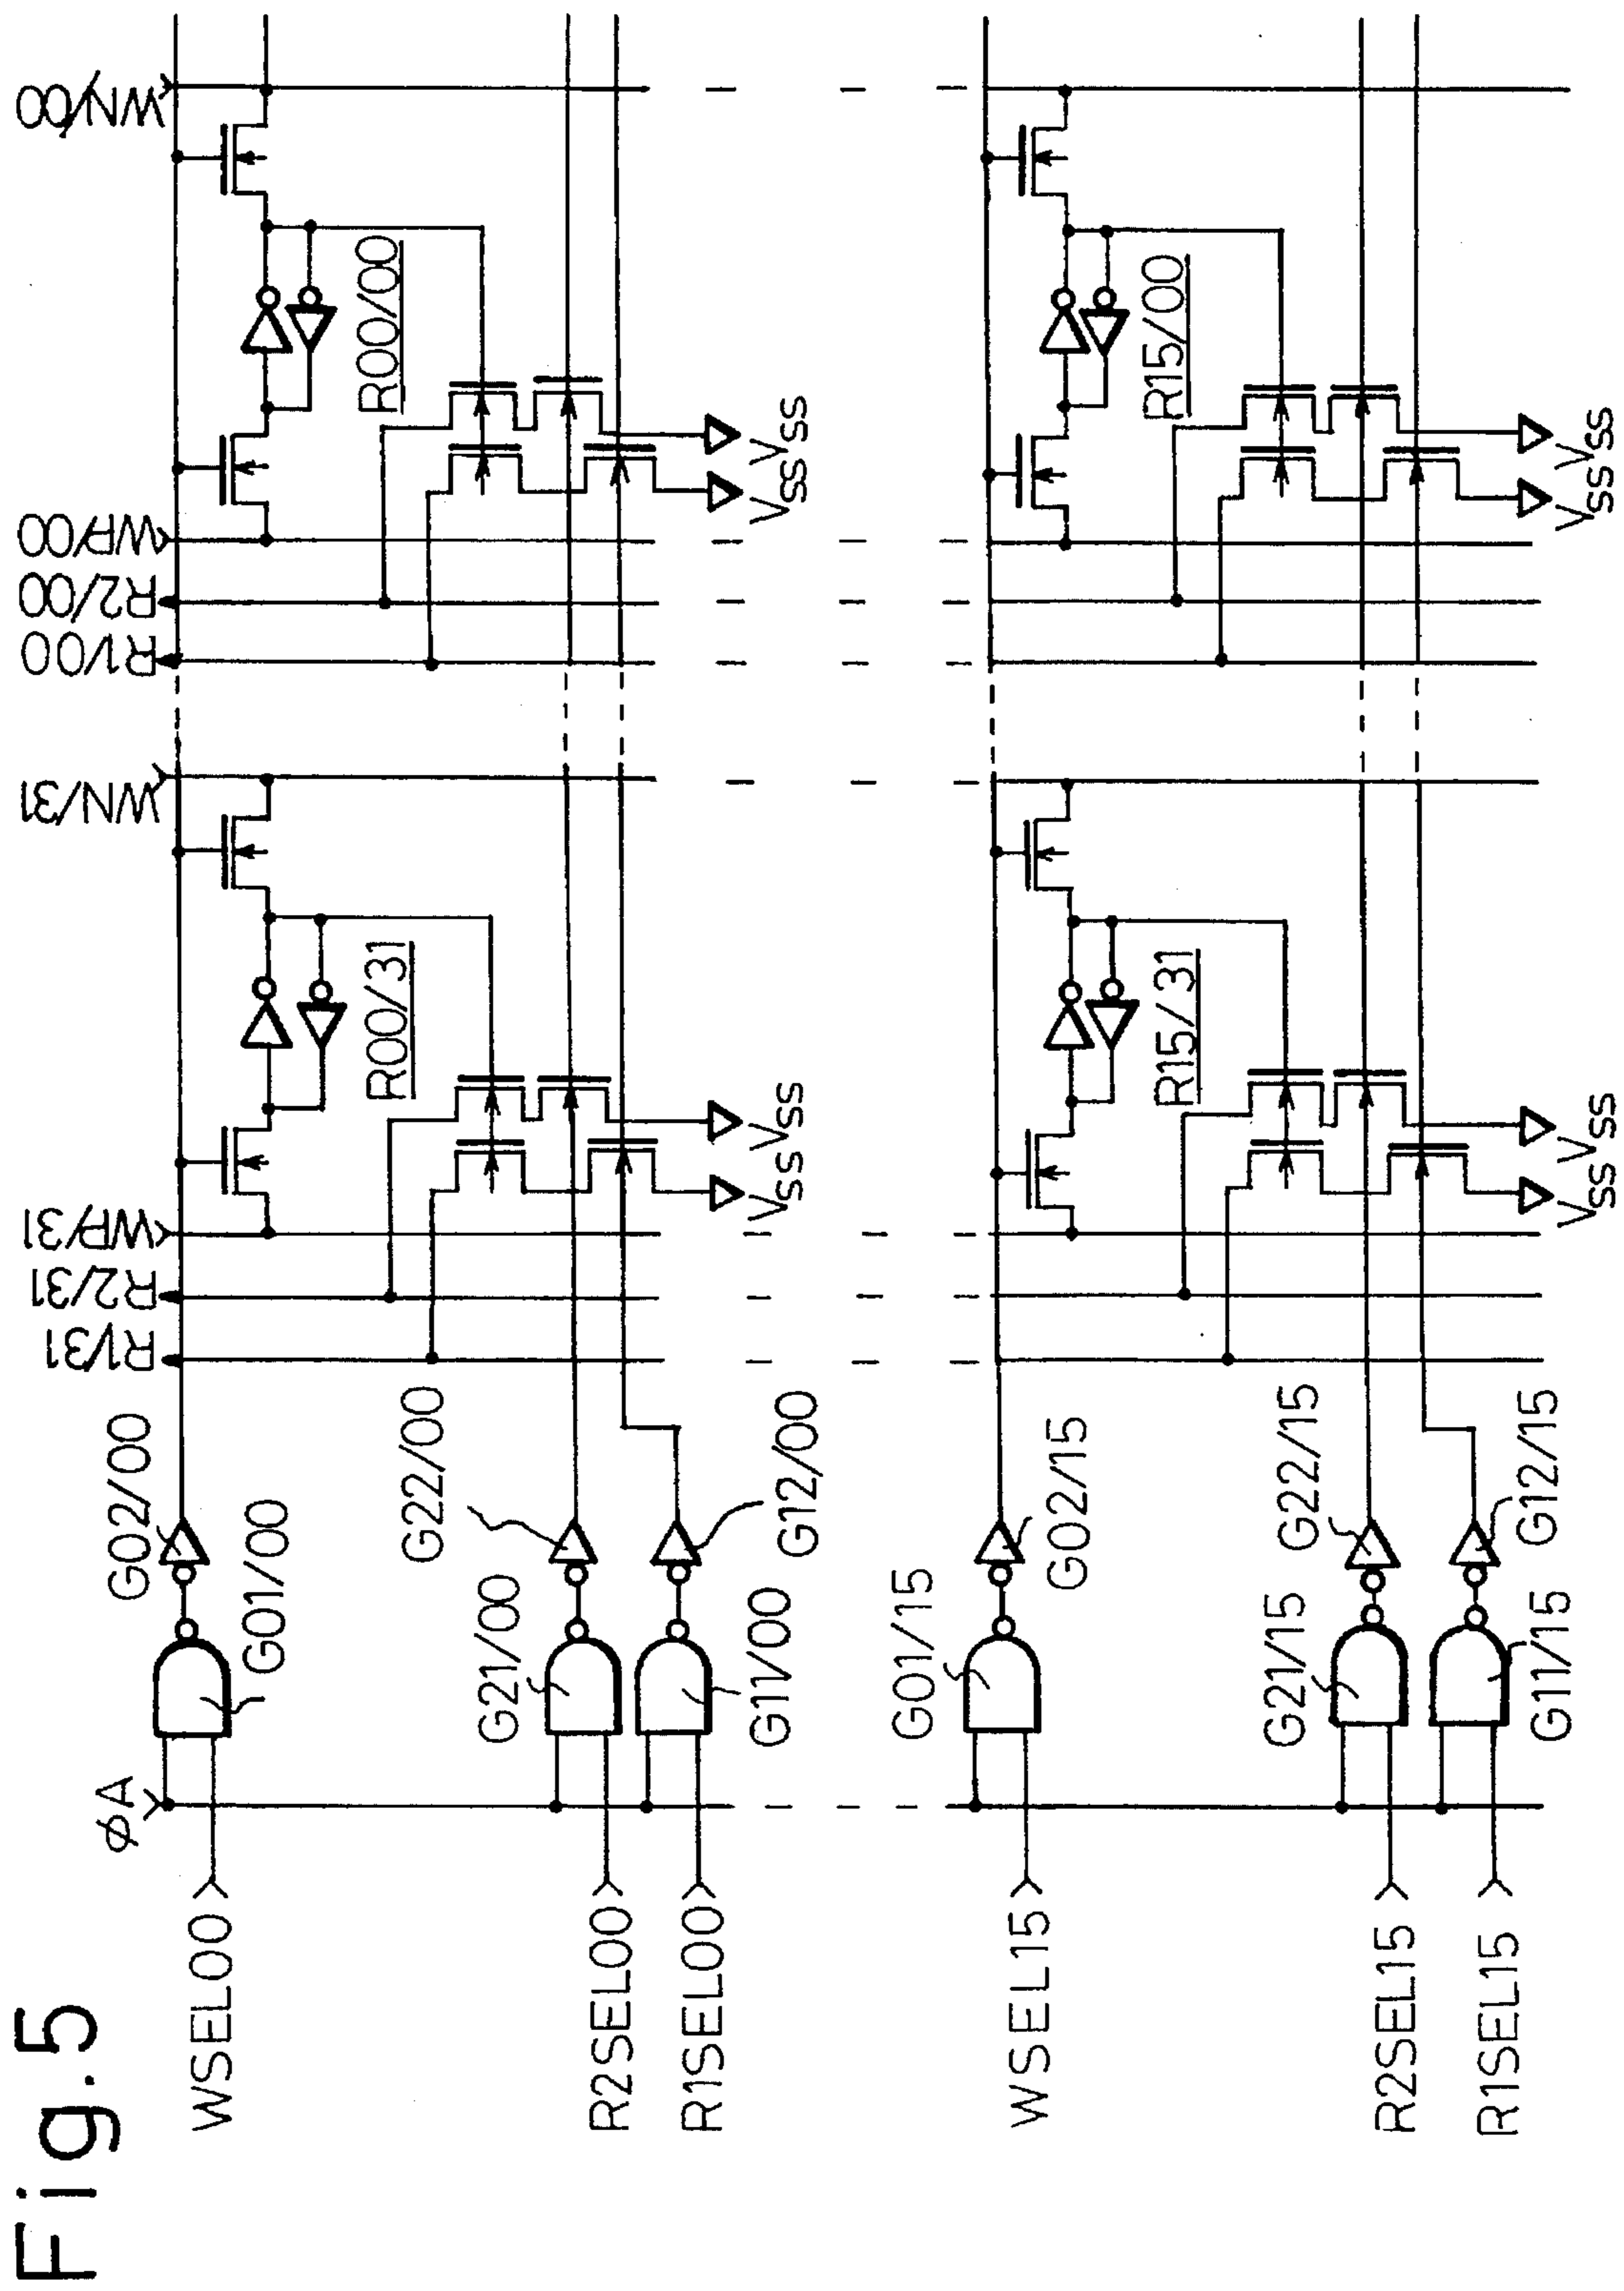 Fig.5
WSEL00
R2SEL00
R1SEL00
WSEL15
R2SEL15
R1SEL15
φA
G01/00
G02/00
G21/00
G22/00
G11/00
G12/00
G01/15
G02/15
G21/15
G22/15
G11/15
G12/15
R1/31
R2/31
WP/31
WN/31
R1/00
R2/00
WP/00
WN/00
R00/31
Vss
Vss
R00/00
Vss
Vss
R15/31
Vss
Vss
R15/00
Vss
Vss